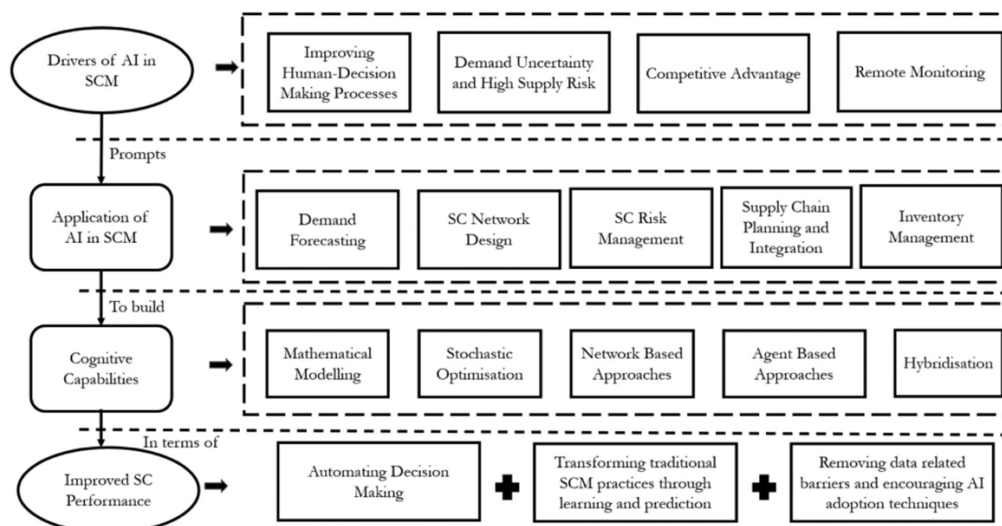 Drivers of AI in
SCM
Improving
Human-Decision
Making Processes
Demand Uncertainty
and High Supply Risk
Competitive Advantage
Remote Monitoring
Prompts
Application of
AI in SCM
Demand
Forecasting
SC Network
Design
SC Risk
Management
Supply Chain
Planning and
Integration
Inventory
Management
To build
Cognitive
Capabilities
Mathematical
Modelling
Stochastic
Optimisation
Network Based
Approaches
Agent Based
Approaches
Hybridisation
In terms of
Improved SC
Performance
Automating Decision
Making
Transforming traditional
SCM practices through
learning and prediction
Removing data related
barriers and encouraging AI
adoption techniques